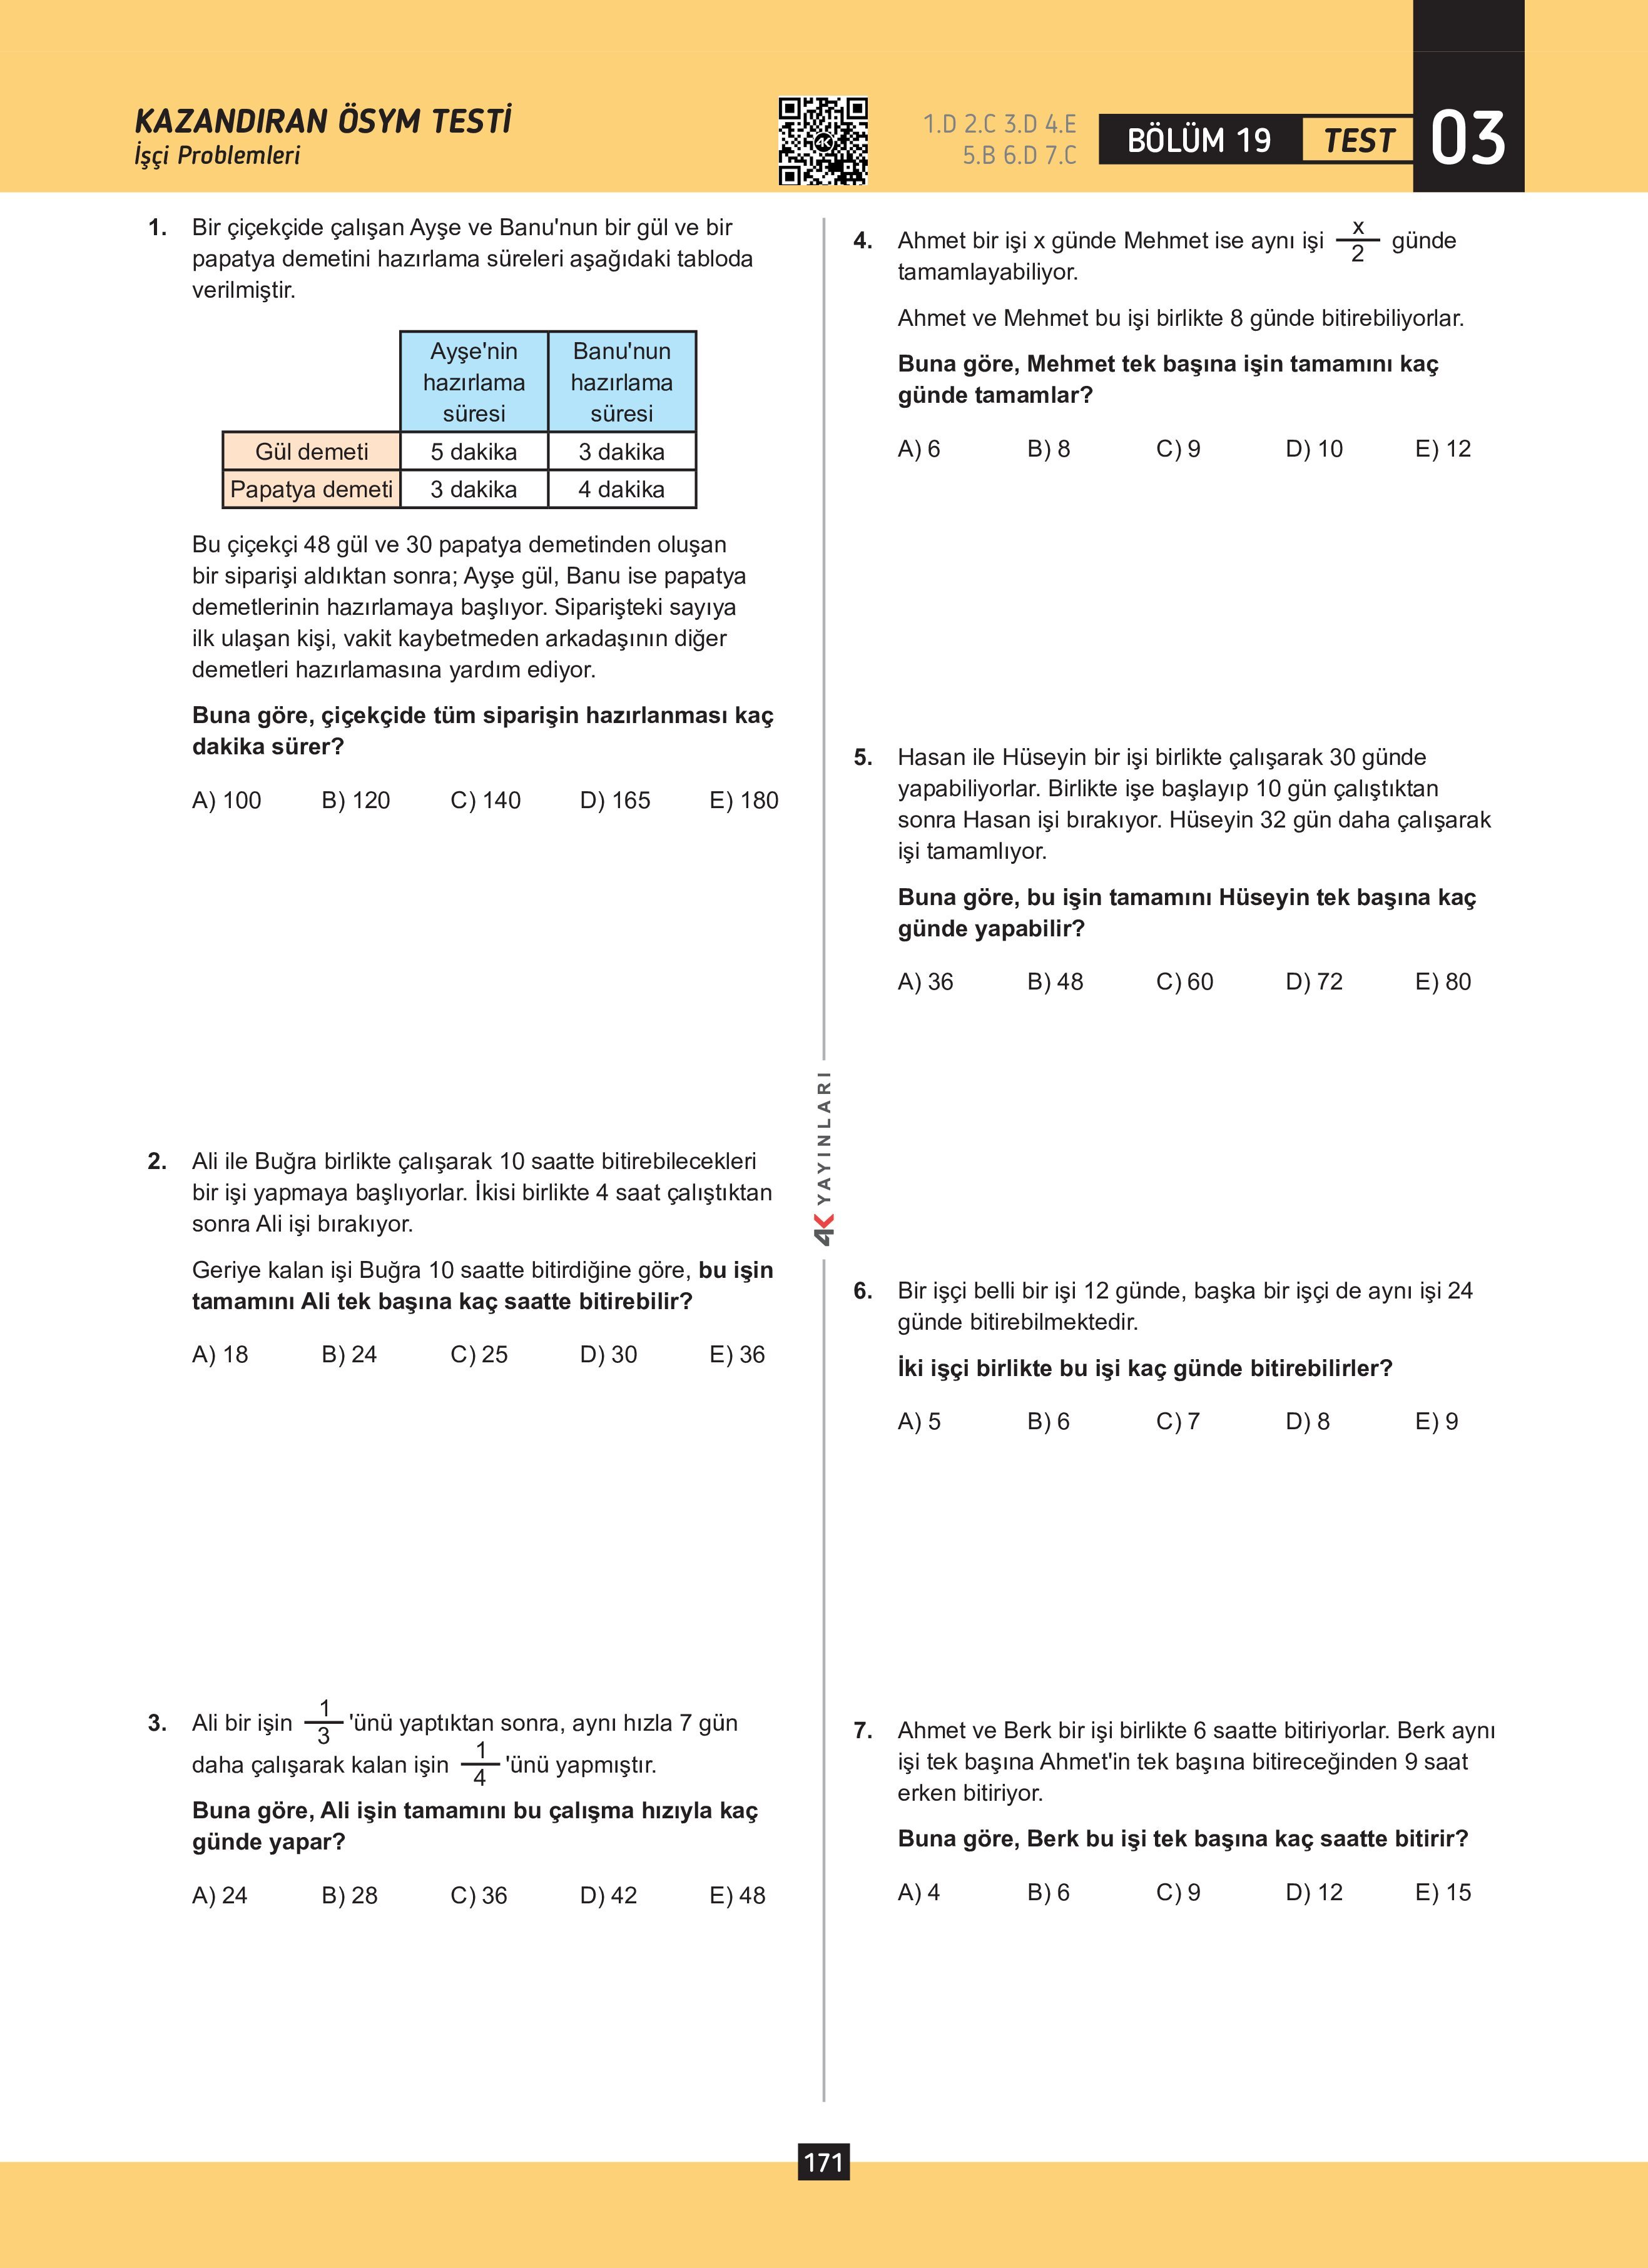 KAZANDIRAN ÖSYM TESTİ
İşçi Problemleri
4K
1.D 2.C 3.D 4.E
5.B 6.D 7.C
BÖLÜM 19
TEST
03
1. Bir çiçekçide çalışan Ayşe ve Banu'nun bir gül ve bir
papatya demetini hazırlama süreleri aşağıdaki tabloda
verilmiştir.
Ayşe'nin hazırlama süresi
Banu'nun hazırlama süresi
Gül demeti 5 dakika 3 dakika
Papatya demeti 3 dakika 4 dakika
Bu çiçekçi 48 gül ve 30 papatya demetinden oluşan
bir siparişi aldıktan sonra; Ayşe gül, Banu ise papatya
demetlerinin hazırlamaya başlıyor. Siparişteki sayıya
ilk ulaşan kişi, vakit kaybetmeden arkadaşının diğer
demetleri hazırlamasına yardım ediyor.
Buna göre, çiçekçide tüm siparişin hazırlanması kaç
dakika sürer?
A) 100 B) 120 C) 140 D) 165 E) 180
2. Ali ile Buğra birlikte çalışarak 10 saatte bitirebilecekleri
bir işi yapmaya başlıyorlar. İkisi birlikte 4 saat çalıştıktan
sonra Ali işi bırakıyor.
Geriye kalan işi Buğra 10 saatte bitirdiğine göre, bu işin
tamamını Ali tek başına kaç saatte bitirebilir?
A) 18 B) 24 C) 25 D) 30 E) 36
3. Ali bir işin 1/3 'ünü yaptıktan sonra, aynı hızla 7 gün
daha çalışarak kalan işin 1/4 'ünü yapmıştır.
Buna göre, Ali işin tamamını bu çalışma hızıyla kaç
günde yapar?
A) 24 B) 28 C) 36 D) 42 E) 48
4K YAYINLARI
4. Ahmet bir işi x günde Mehmet ise aynı işi x/2 günde
tamamlayabiliyor.
Ahmet ve Mehmet bu işi birlikte 8 günde bitirebiliyorlar.
Buna göre, Mehmet tek başına işin tamamını kaç
günde tamamlar?
A) 6 B) 8 C) 9 D) 10 E) 12
5. Hasan ile Hüseyin bir işi birlikte çalışarak 30 günde
yapabiliyorlar. Birlikte işe başlayıp 10 gün çalıştıktan
sonra Hasan işi bırakıyor. Hüseyin 32 gün daha çalışarak
işi tamamlıyor.
Buna göre, bu işin tamamını Hüseyin tek başına kaç
günde yapabilir?
A) 36 B) 48 C) 60 D) 72 E) 80
6. Bir işçi belli bir işi 12 günde, başka bir işçi de aynı işi 24
günde bitirebilmektedir.
İki işçi birlikte bu işi kaç günde bitirebilirler?
A) 5 B) 6 C) 7 D) 8 E) 9
7. Ahmet ve Berk bir işi birlikte 6 saatte bitiriyorlar. Berk aynı
işi tek başına Ahmet'in tek başına bitireceğinden 9 saat
erken bitiriyor.
Buna göre, Berk bu işi tek başına kaç saatte bitirir?
A) 4 B) 6 C) 9 D) 12 E) 15
171